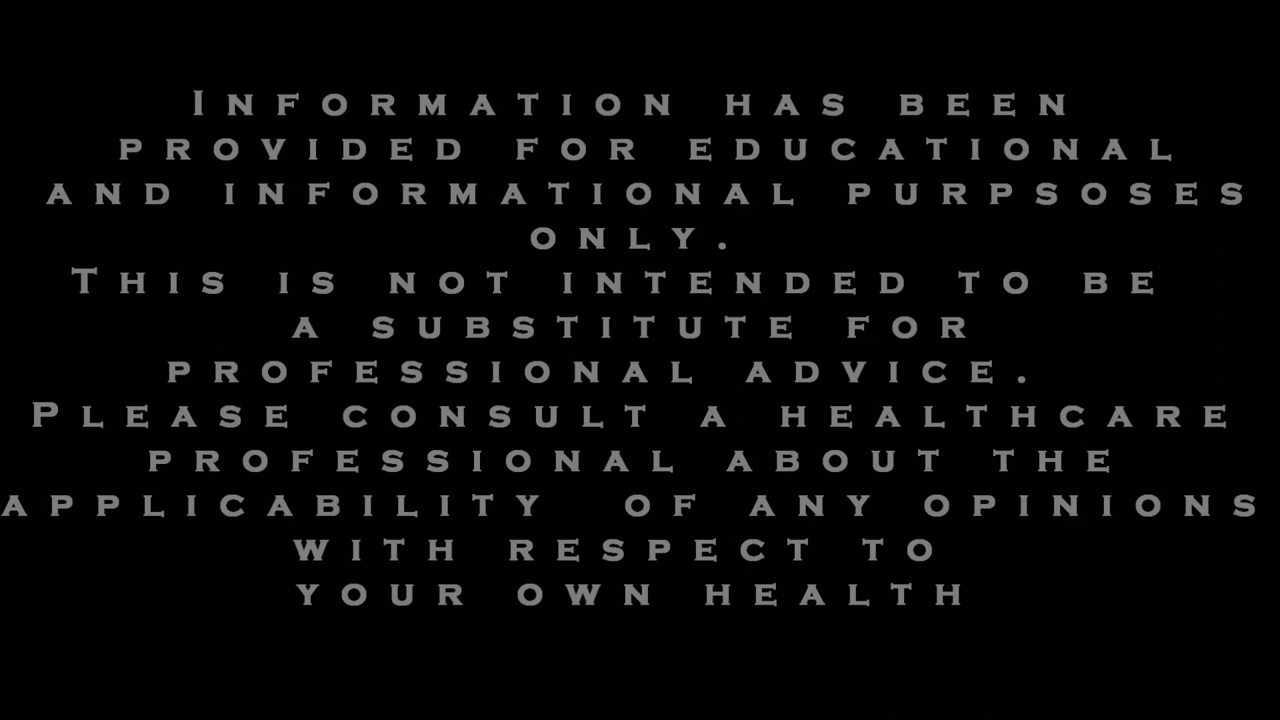 Information has been
provided for educational
and informational purpsoses
only.
This is not intended to be
a substitute for
professional advice.
Please consult a healthcare
professional about the
applicability of any opinions
with respect to
your own health